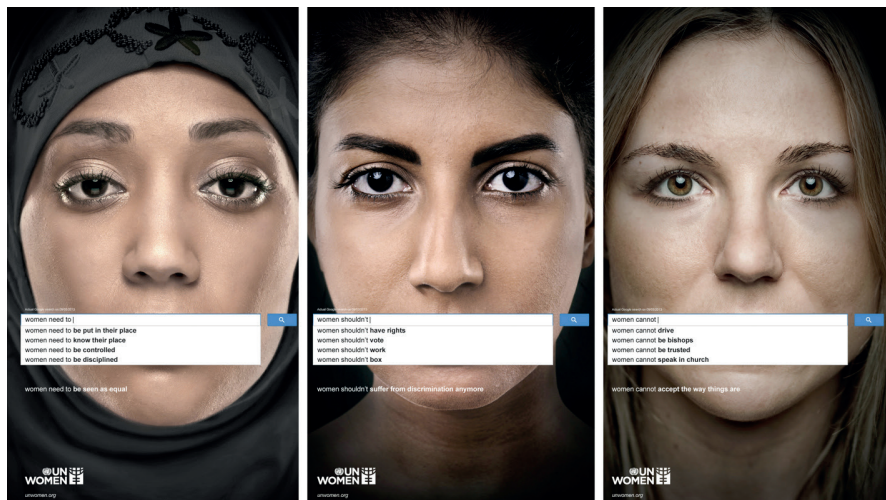 women need to |
women need to be put in their place
women need to know their place
women need to be controlled
women need to be disciplined
women need to be seen as equal
UN
WOMEN
unwomen.org
women shouldn't |
women shouldn't have rights
women shouldn't vote
women shouldn't work
women shouldn't box
women shouldn't suffer from discrimination anymore
UN
WOMEN
unwomen.org
women cannot |
women cannot drive
women cannot be bishops
women cannot be trusted
women cannot speak in church
women cannot accept the way things are
UN
WOMEN
unwomen.org